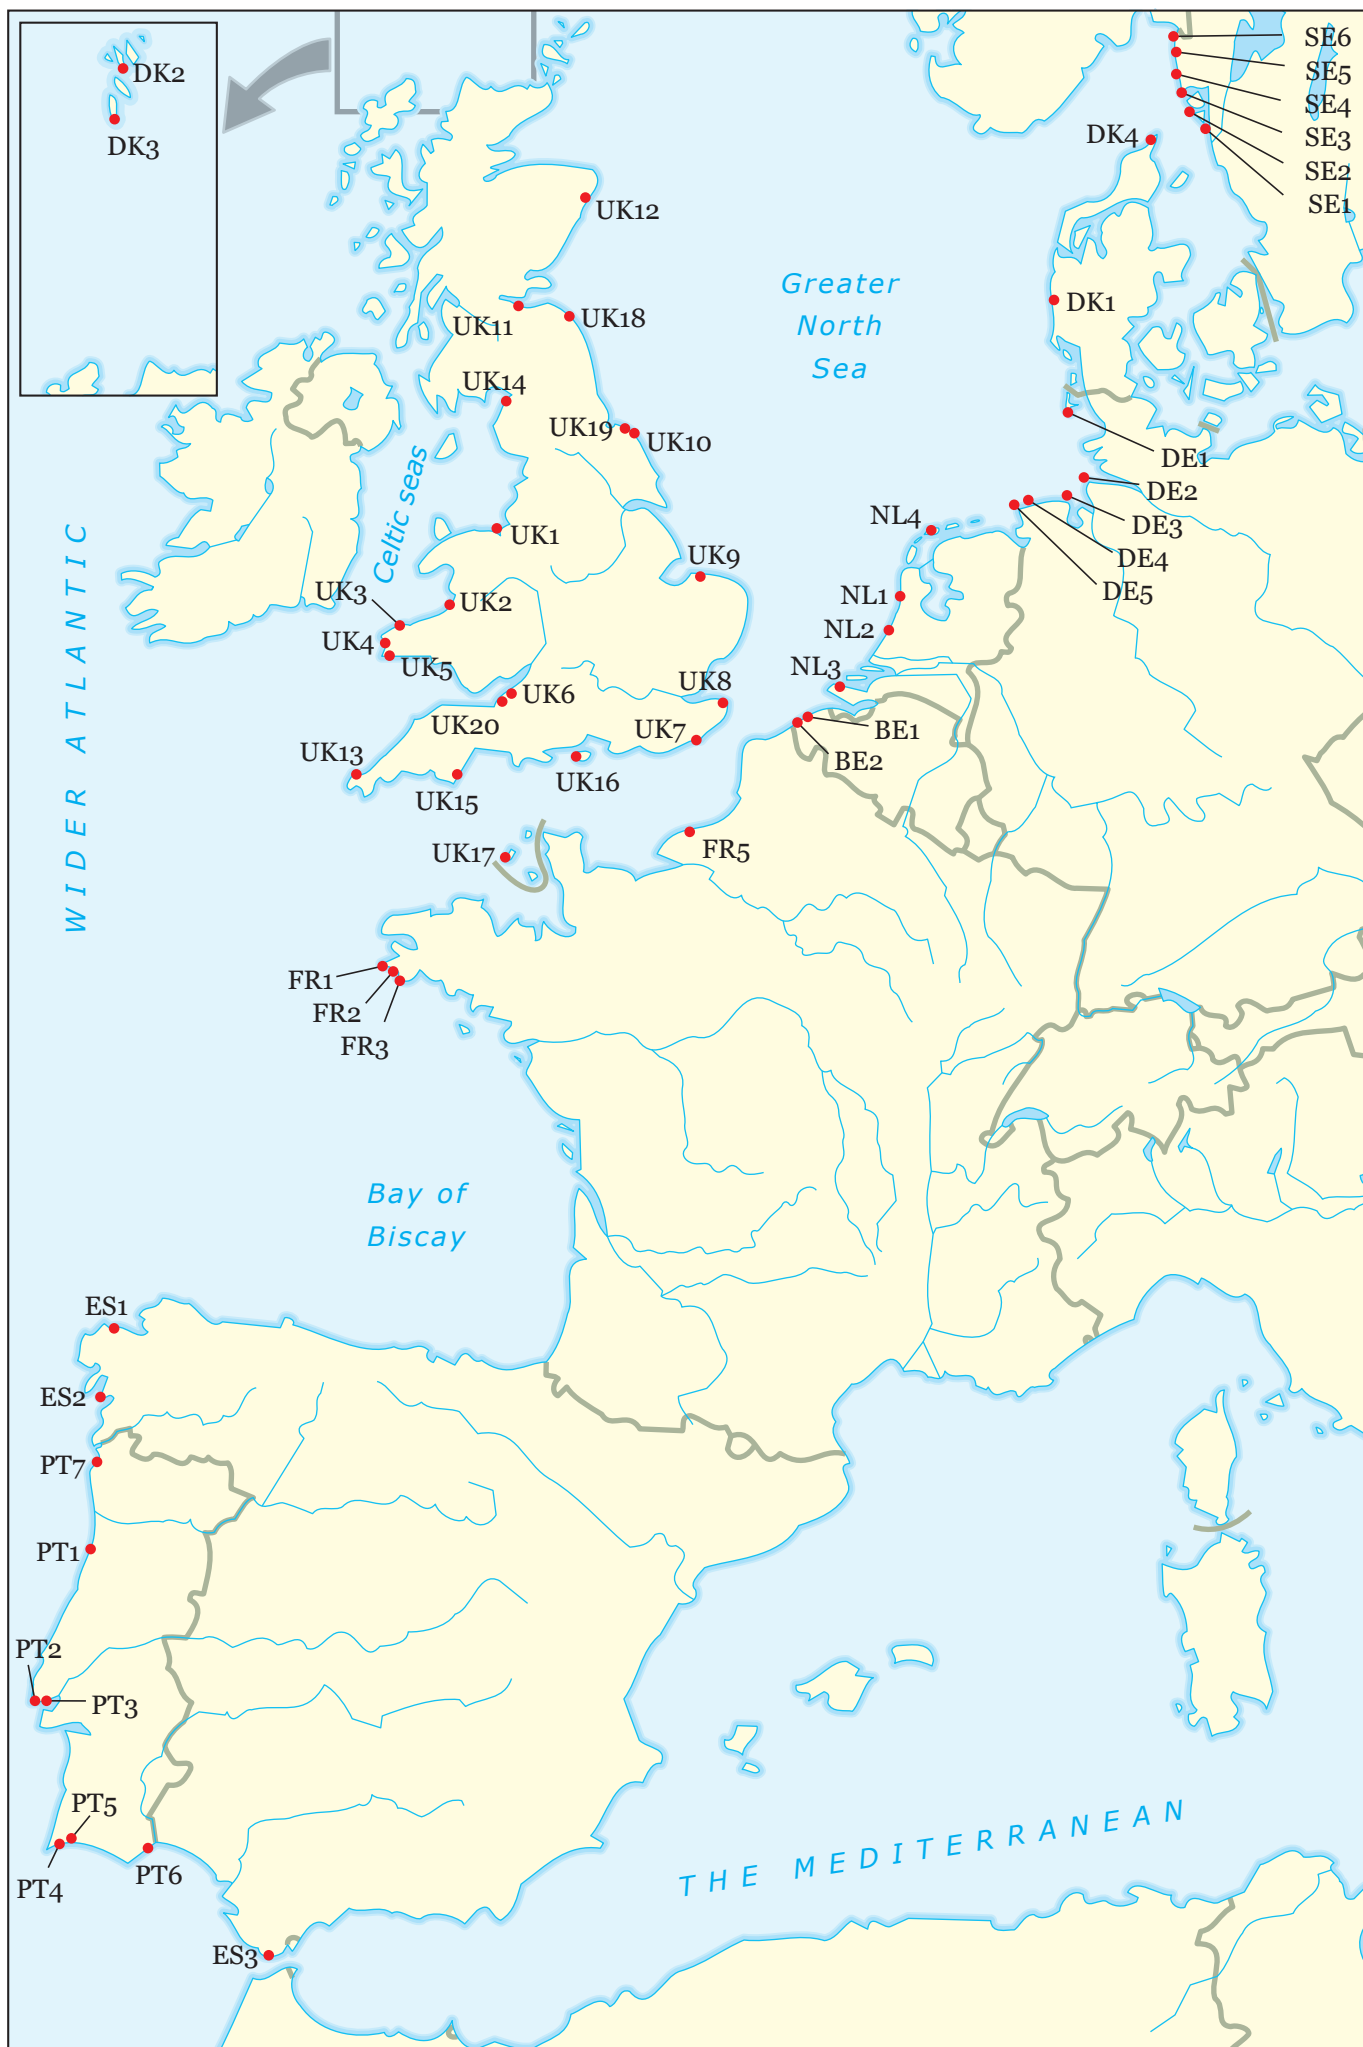 DK2
DK3
SE6
SE5
SE4
SE3
SE2
SE1
DK4
UK12
Greater
North
Sea
DK1
UK11
UK18
UK14
UK19
UK10
DE1
DE2
DE3
DE4
DE5
Celtic seas
NL4
UK1
UK9
UK3
UK2
NL1
UK4
NL2
UK5
NL3
UK6
UK8
UK20
UK7
BE1
BE2
UK13
UK15
UK16
WIDER ATLANTIC
UK17
FR5
FR1
FR2
FR3
Bay of
Biscay
ES1
ES2
PT7
PT1
PT2
PT3
PT5
PT4
PT6
THE MEDITERRANEAN
ES3